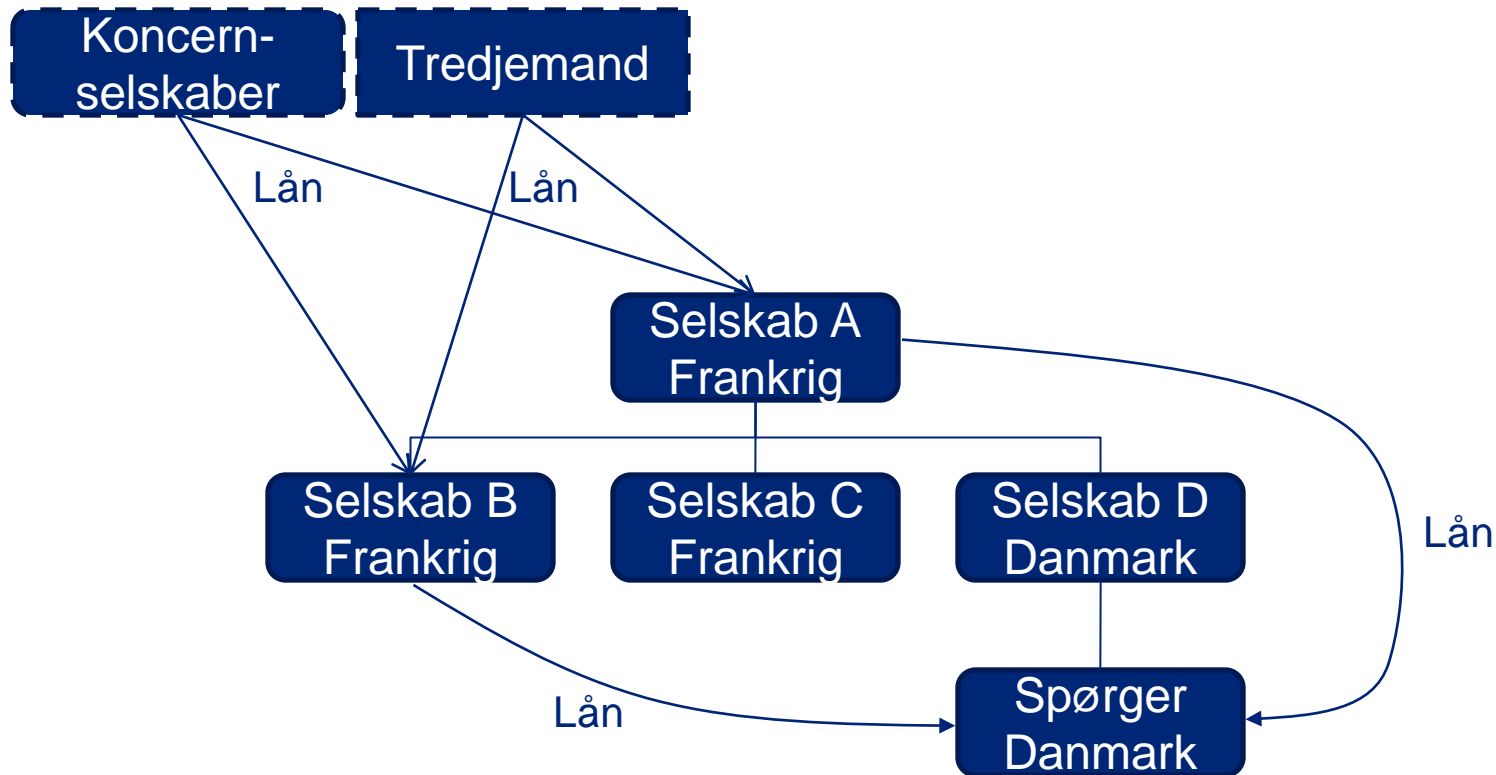 Koncern-
selskaber
Tredjemand
Lån
Lån
Selskab A
Frankrig
Selskab B
Frankrig
Selskab C
Frankrig
Selskab D
Danmark
Lån
Lån
Spørger
Danmark